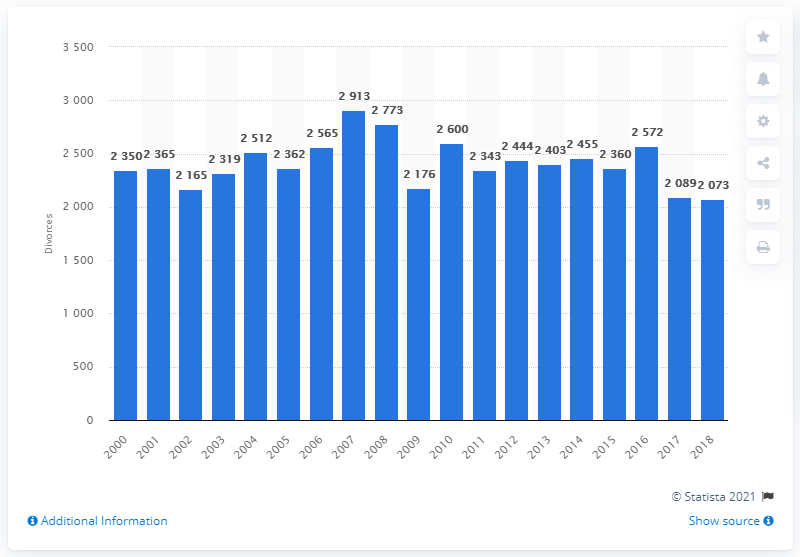 3 500
3 000
2 500
2 000
1 500
1 000
500
0
Divorces
2 350 2 365 2 165 2 319 2 512 2 362 2 565 2 913 2 773 2 176 2 600 2 343 2 444 2 403 2 455 2 360 2 572 2 089 2 073
2000 2001 2002 2003 2004 2005 2006 2007 2008 2009 2010 2011 2012 2013 2014 2015 2016 2017 2018
© Statista 2021
Additional Information
Show source